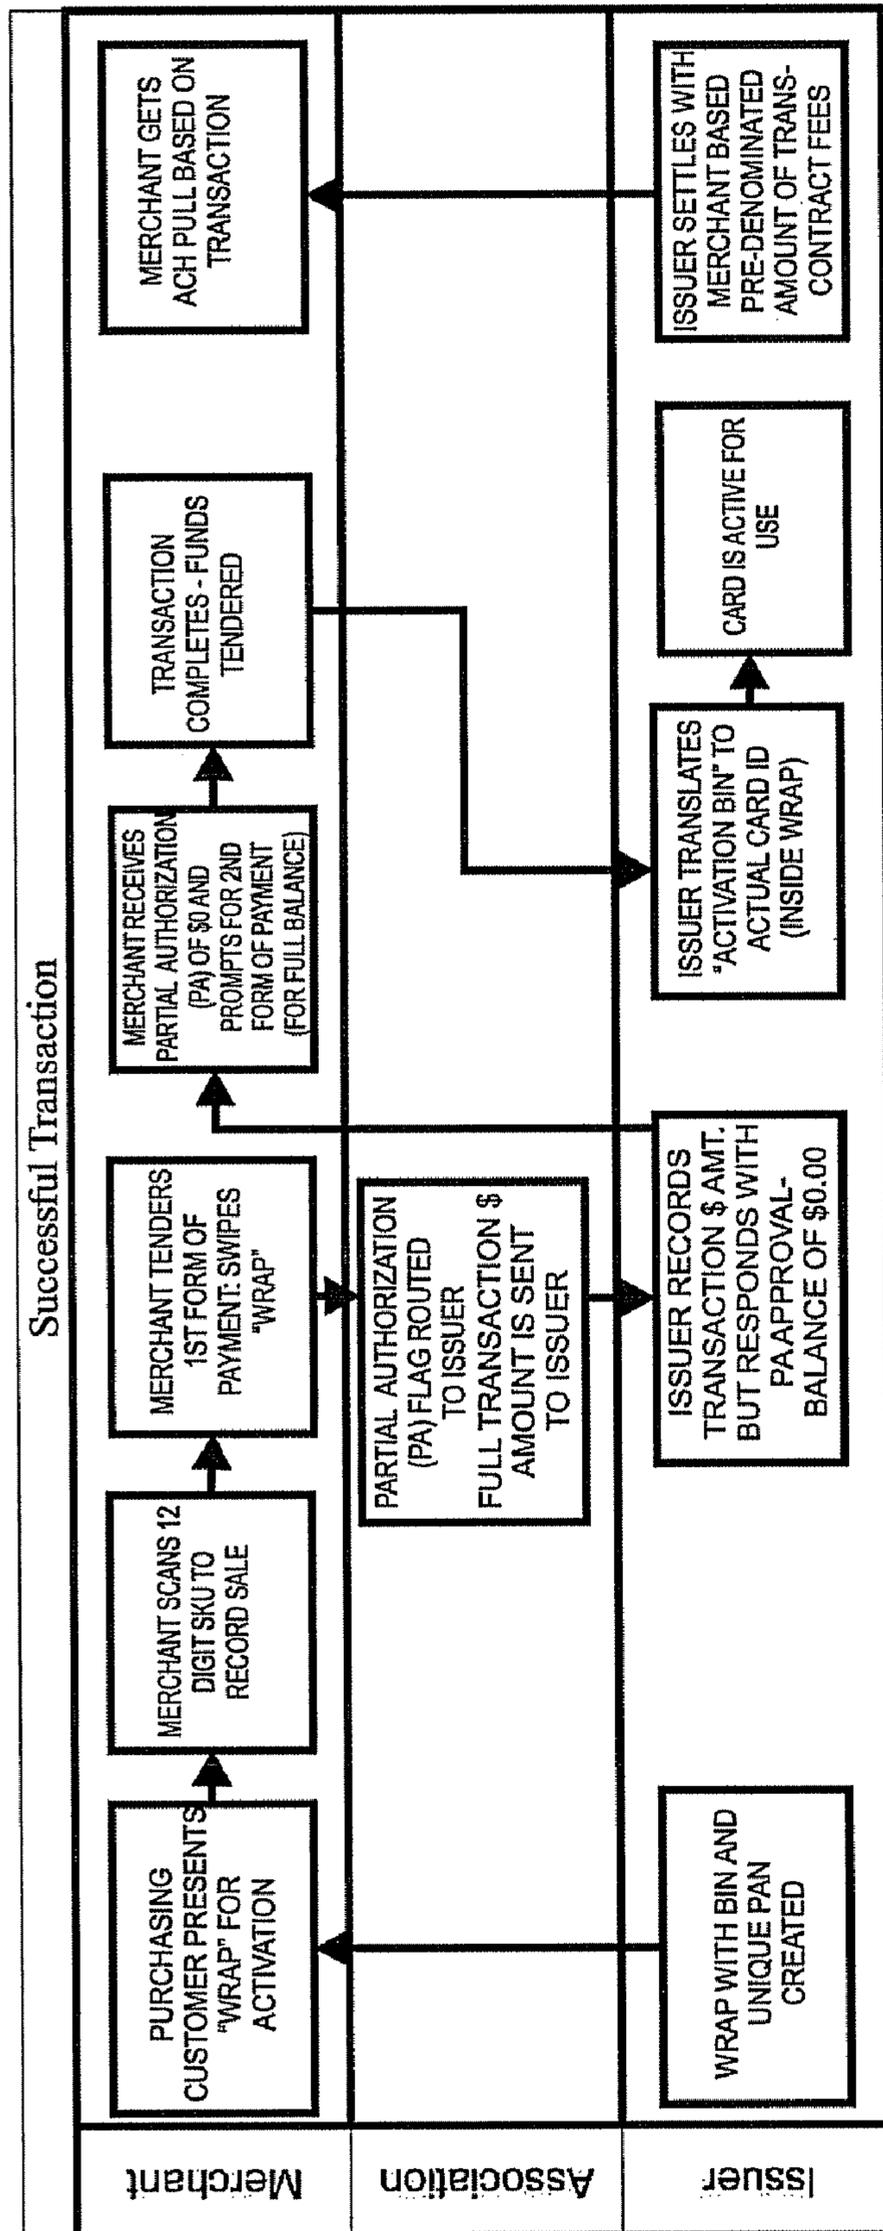 Successful Transaction
Merchant
PURCHASING
CUSTOMER PRESENTS
"WRAP" FOR
ACTIVATION
MERCHANT SCANS 12
DIGIT SKU TO
RECORD SALE
MERCHANT TENDERS
1ST FORM OF
PAYMENT: SWIPES
"WRAP"
MERCHANT RECEIVES
PARTIAL AUTHORIZATION
(PA) OF $0 AND
PROMPTS FOR 2ND
FORM OF PAYMENT
(FOR FULL BALANCE)
TRANSACTION
COMPLETES - FUNDS
TENDERED
MERCHANT GETS
ACH PULL BASED ON
TRANSACTION
Association
PARTIAL AUTHORIZATION
(PA) FLAG ROUTED
TO ISSUER
FULL TRANSACTION $
AMOUNT IS SENT
TO ISSUER
Issuer
WRAP WITH BIN AND
UNIQUE PAN
CREATED
ISSUER RECORDS
TRANSACTION $ AMT.
BUT RESPONDS WITH
PA APPROVAL-
BALANCE OF $0.00
ISSUER TRANSLATES
"ACTIVATION BIN" TO
ACTUAL CARD ID
(INSIDE WRAP)
CARD IS ACTIVE FOR
USE
ISSUER SETTLES WITH
MERCHANT BASED
PRE-DENOMINATED
AMOUNT OF TRANS-
CONTRACT FEES